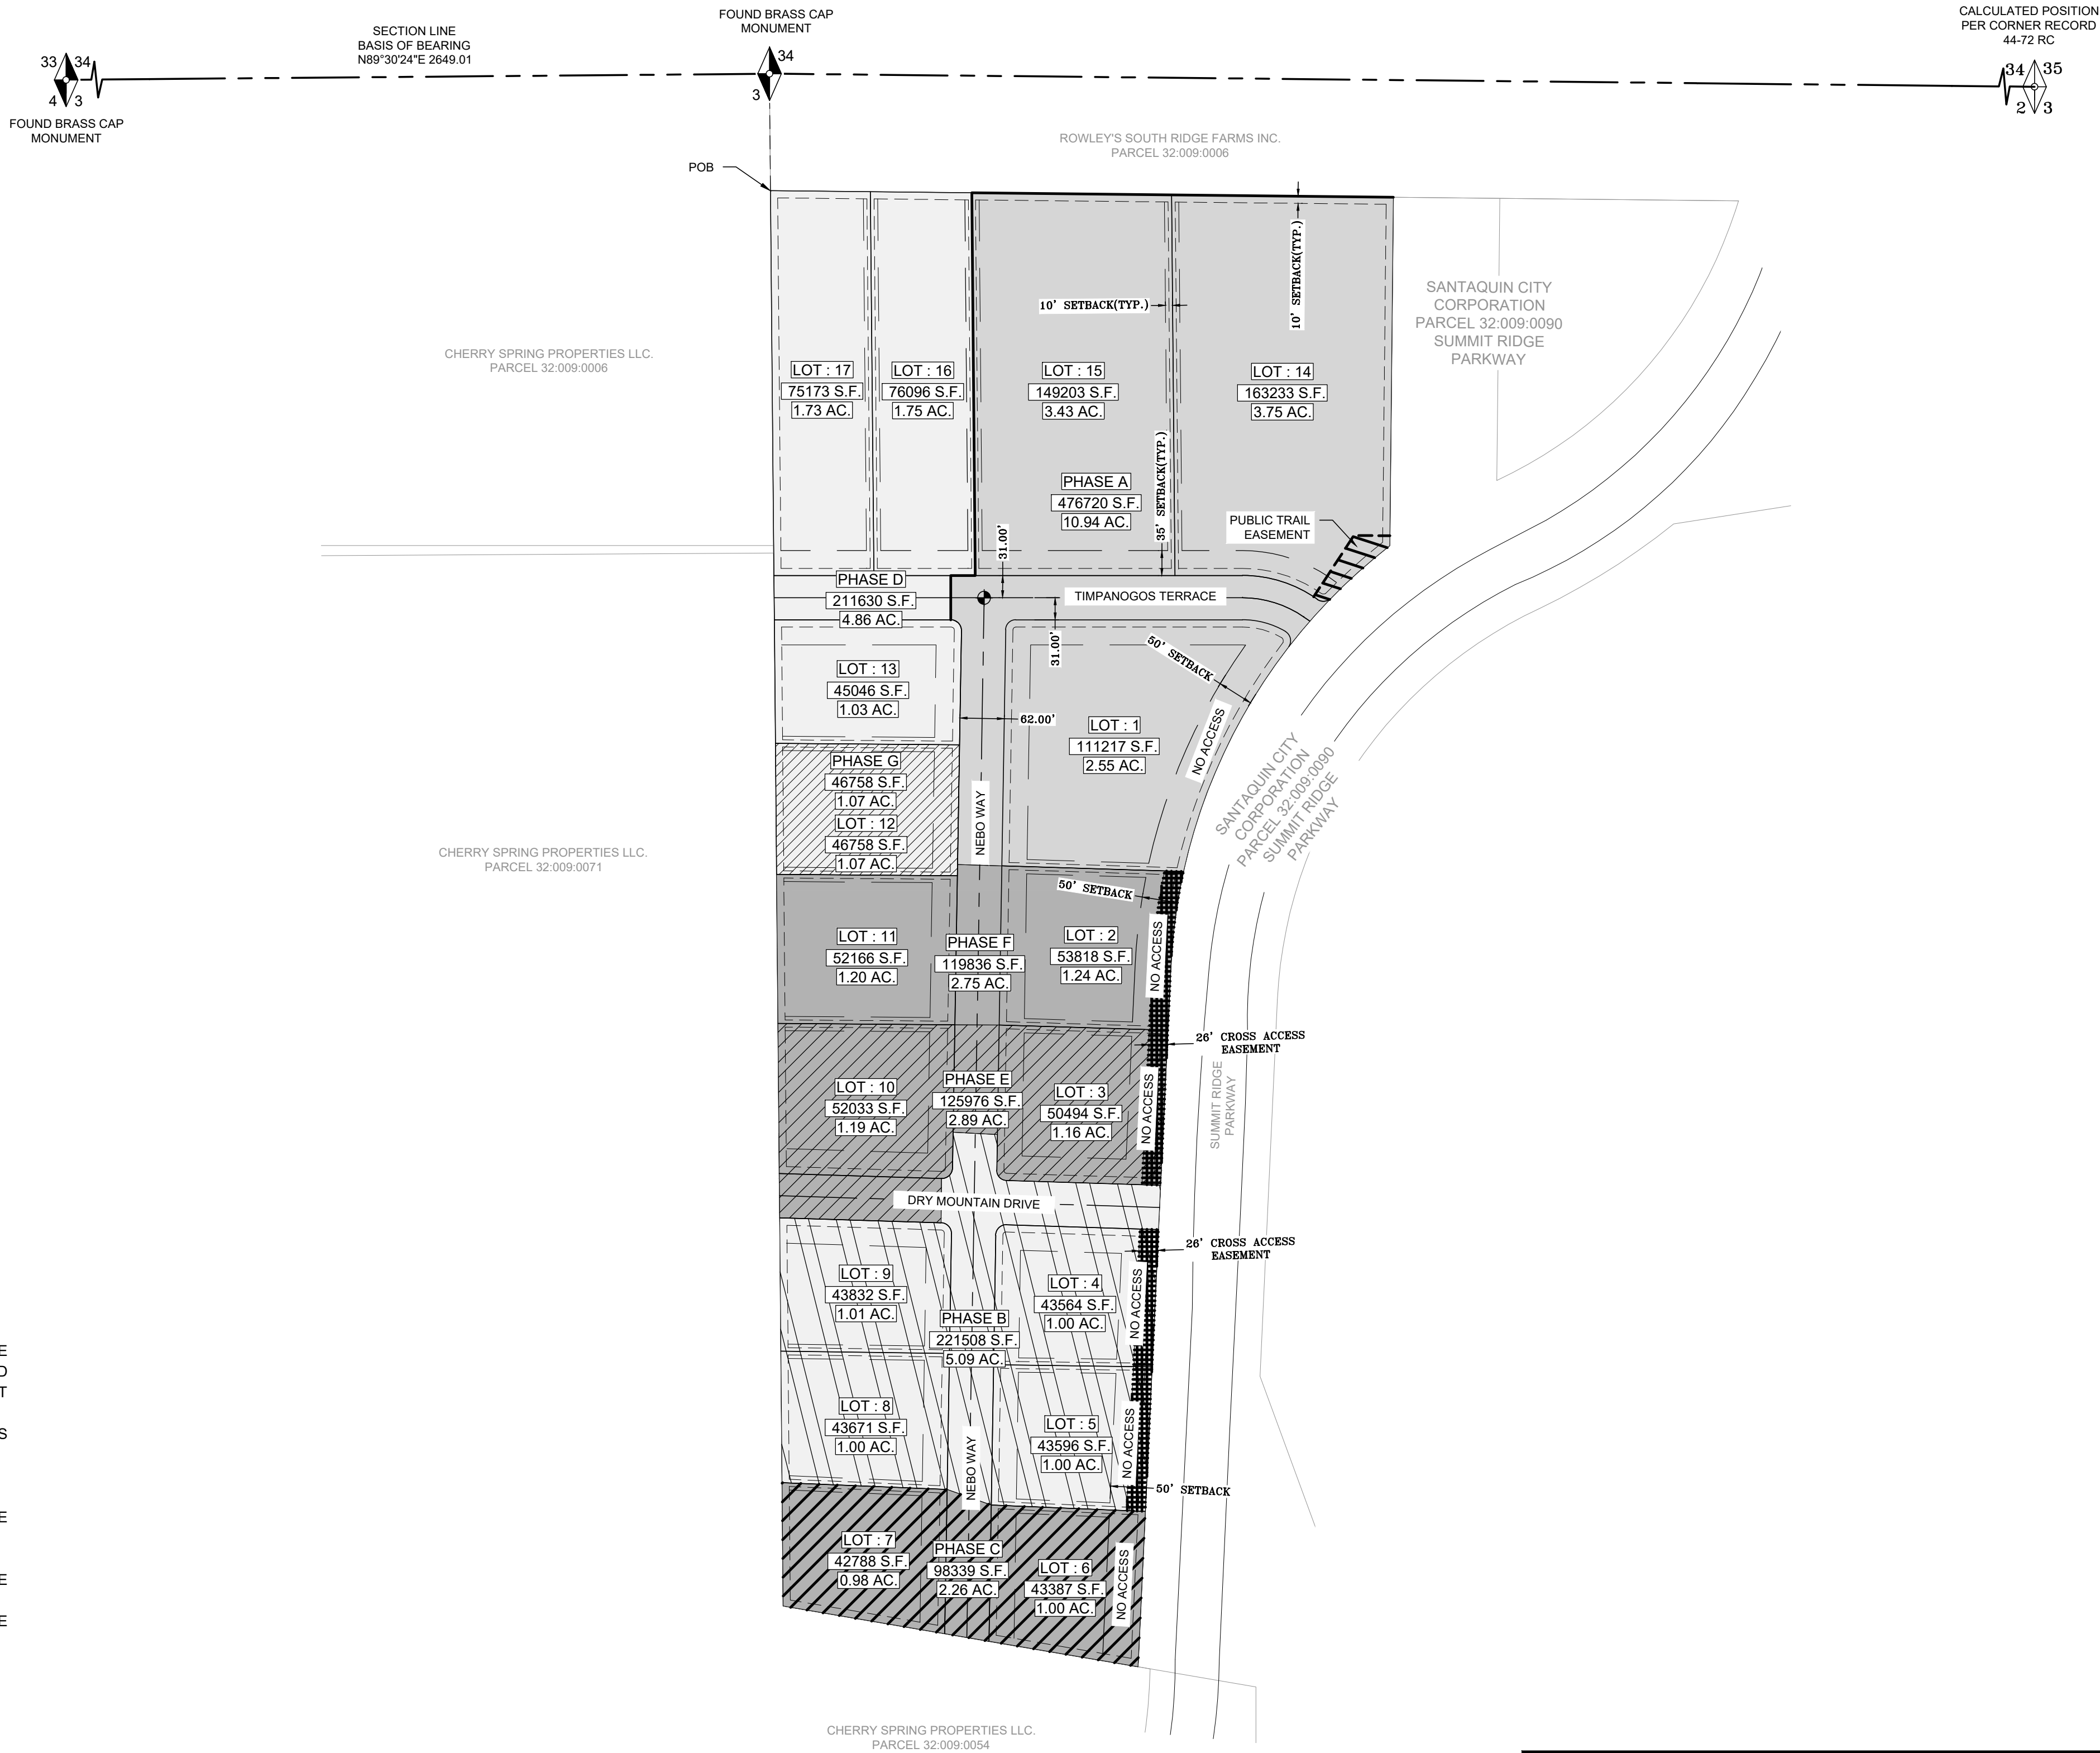 FOUND BRASS CAP
MONUMENT
CALCULATED POSITION
PER CORNER RECORD
44-72 RC
SECTION LINE
BASIS OF BEARING
N89°30'24"E 2649.01
33 34
4 3
FOUND BRASS CAP
MONUMENT
34
3
34 35
2 3
ROWLEY'S SOUTH RIDGE FARMS INC.
PARCEL 32:009:0006
POB
10' SETBACK(TYP.)
10' SETBACK(TYP.)
SANTAQUIN CITY
CORPORATION
PARCEL 32:009:0090
SUMMIT RIDGE
PARKWAY
CHERRY SPRING PROPERTIES LLC.
PARCEL 32:009:0006
LOT : 17
75173 S.F.
1.73 AC.
LOT : 16
76096 S.F.
1.75 AC.
LOT : 15
149203 S.F.
3.43 AC.
LOT : 14
163233 S.F.
3.75 AC.
PHASE A
476720 S.F.
10.94 AC.
35' SETBACK(TYP.)
31.00'
PUBLIC TRAIL
EASEMENT
PHASE D
211630 S.F.
4.86 AC.
TIMPANOGOS TERRACE
31.00'
50' SETBACK
LOT : 13
45046 S.F.
1.03 AC.
62.00'
LOT : 1
111217 S.F.
2.55 AC.
NO ACCESS
SANTAQUIN CITY
CORPORATION
PARCEL 32:009:0090
SUMMIT RIDGE
PARKWAY
PHASE G
46758 S.F.
1.07 AC.
LOT : 12
46758 S.F.
1.07 AC.
NEBO WAY
CHERRY SPRING PROPERTIES LLC.
PARCEL 32:009:0071
50' SETBACK
LOT : 11
52166 S.F.
1.20 AC.
PHASE F
119836 S.F.
2.75 AC.
LOT : 2
53818 S.F.
1.24 AC.
NO ACCESS
26' CROSS ACCESS
EASEMENT
LOT : 10
52033 S.F.
1.19 AC.
PHASE E
125976 S.F.
2.89 AC.
LOT : 3
50494 S.F.
1.16 AC.
NO ACCESS
SUMMIT RIDGE
PARKWAY
DRY MOUNTAIN DRIVE
26' CROSS ACCESS
EASEMENT
LOT : 9
43832 S.F.
1.01 AC.
PHASE B
221508 S.F.
5.09 AC.
LOT : 4
43564 S.F.
1.00 AC.
NO ACCESS
E
D
T
S
E
E
E
LOT : 8
43671 S.F.
1.00 AC.
NEBO WAY
LOT : 5
43596 S.F.
1.00 AC.
NO ACCESS
50' SETBACK
LOT : 7
42788 S.F.
0.98 AC.
PHASE C
98339 S.F.
2.26 AC.
LOT : 6
43387 S.F.
1.00 AC.
NO ACCESS
CHERRY SPRING PROPERTIES LLC.
PARCEL 32:009:0054